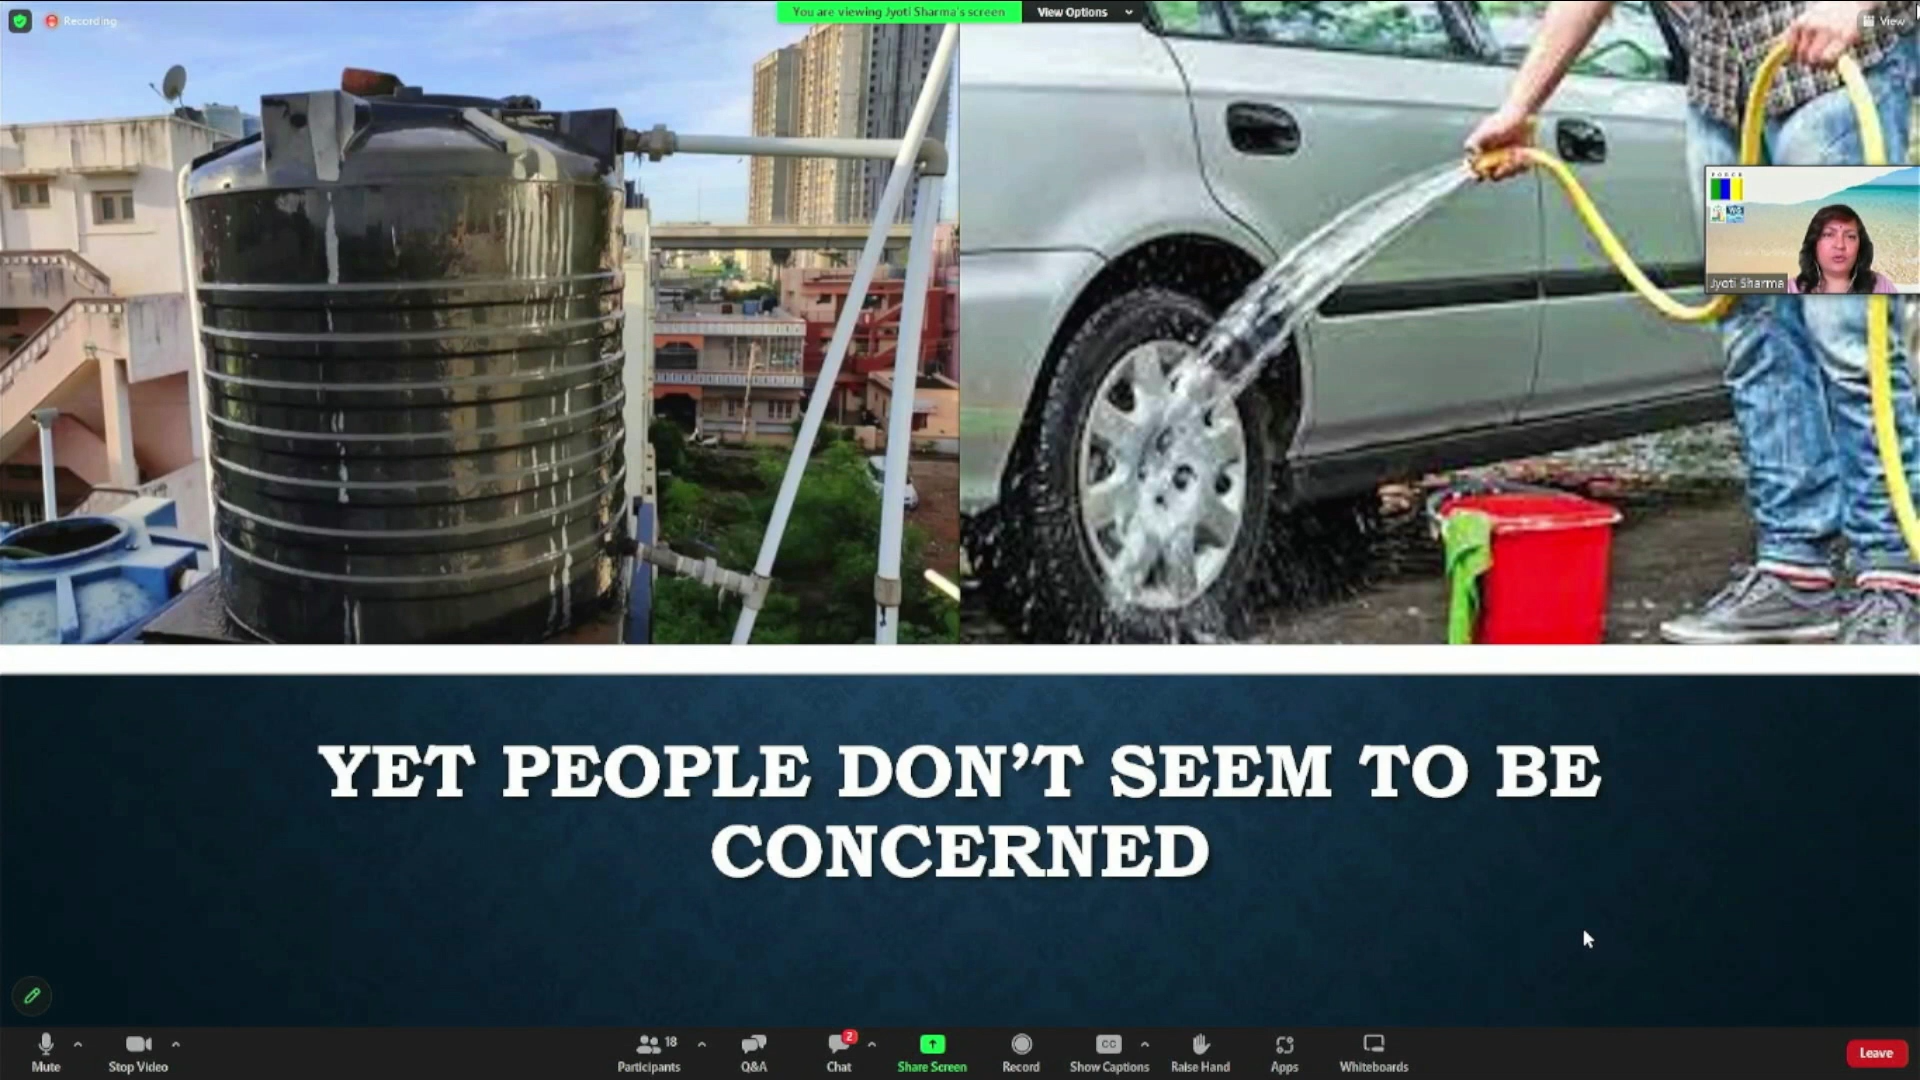 Recording
You are viewing Jyoti Sharma's screen
View Options
View
FORCE
Jyoti Sharma
YET PEOPLE DON'T SEEM TO BE
CONCERNED
Mute
Stop Video
18
Participants
Q&A
2
Chat
Share Screen
Record
CC
Show Captions
Raise Hand
Apps
Whiteboards
Leave